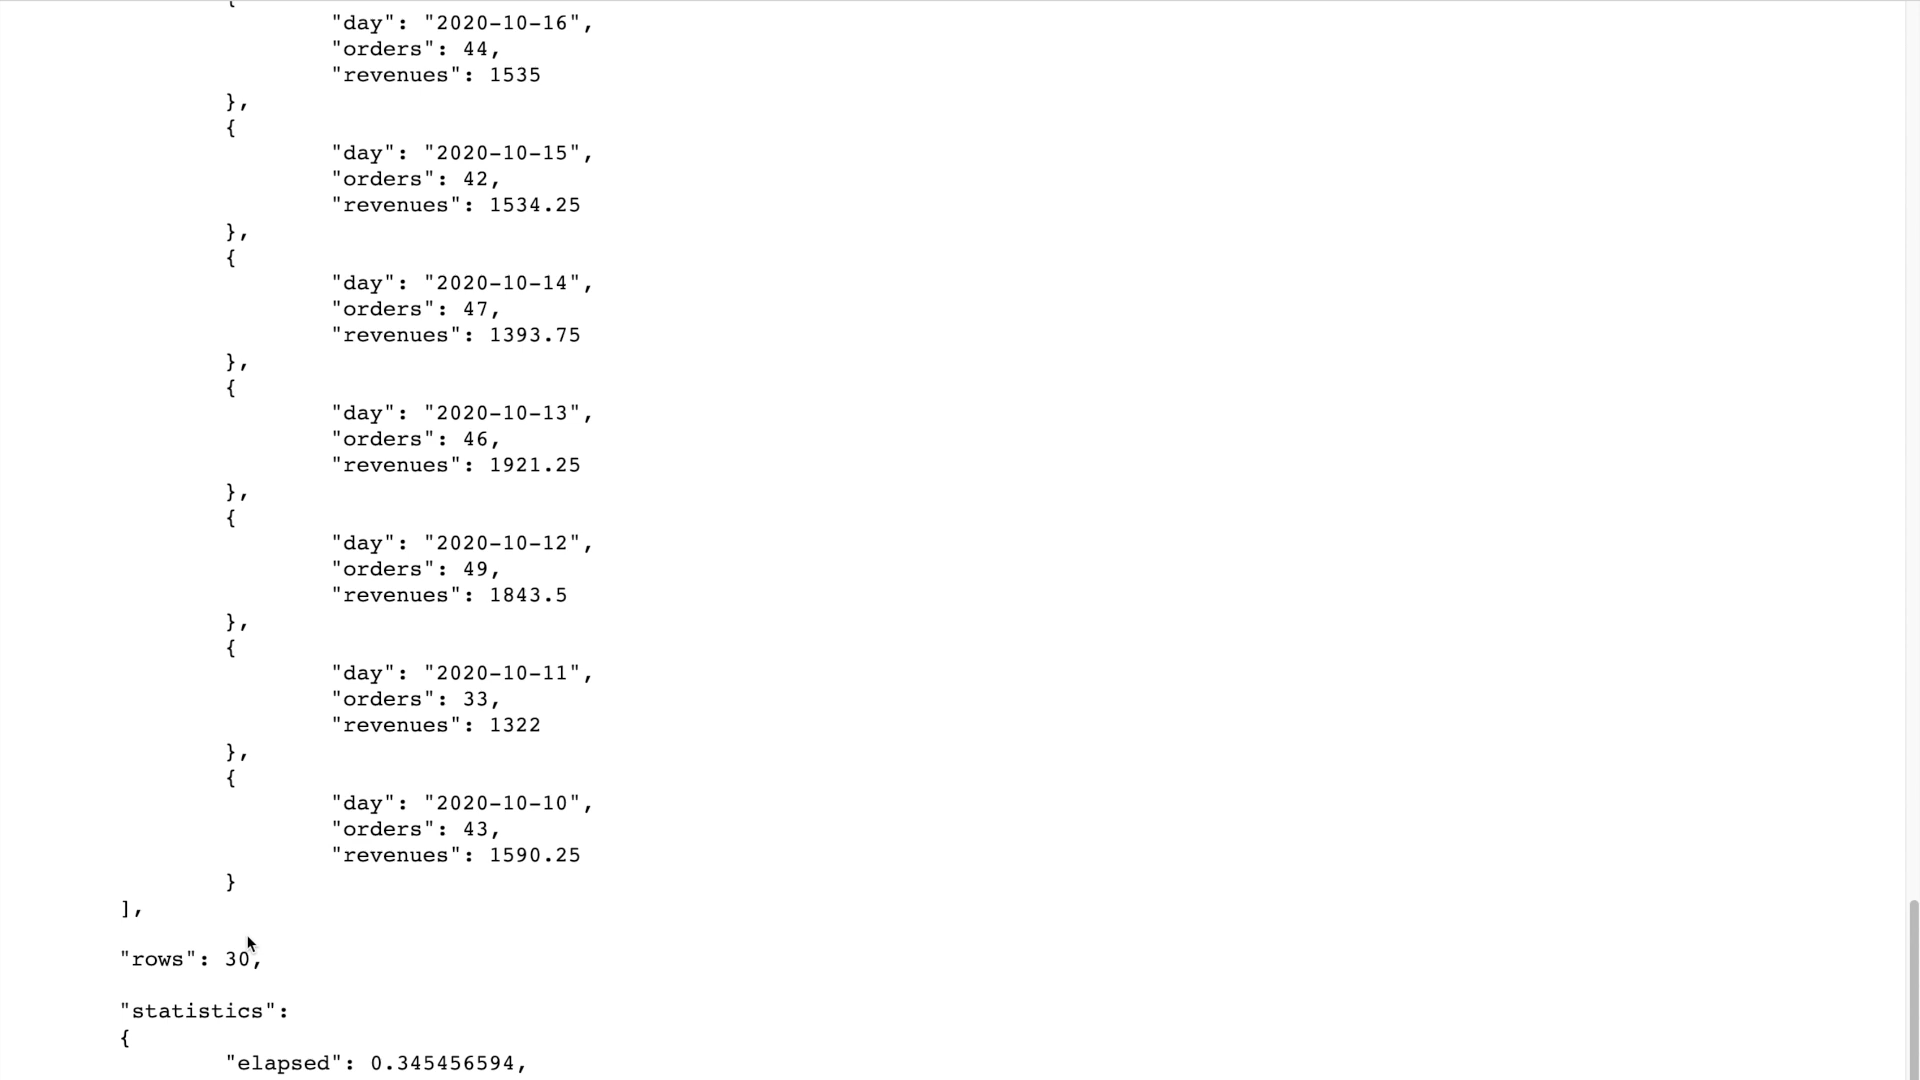 {
"day": "2020-10-16",
"orders": 44,
"revenues": 1535
},
{
"day": "2020-10-15",
"orders": 42,
"revenues": 1534.25
},
{
"day": "2020-10-14",
"orders": 47,
"revenues": 1393.75
},
{
"day": "2020-10-13",
"orders": 46,
"revenues": 1921.25
},
{
"day": "2020-10-12",
"orders": 49,
"revenues": 1843.5
},
{
"day": "2020-10-11",
"orders": 33,
"revenues": 1322
},
{
"day": "2020-10-10",
"orders": 43,
"revenues": 1590.25
}
],
"rows": 30,
"statistics":
{
"elapsed": 0.345456594,